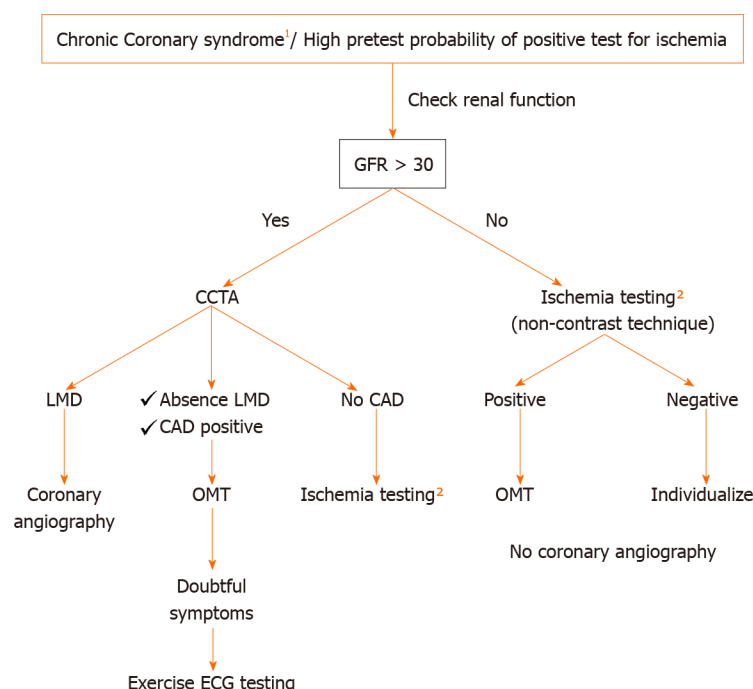 Chronic Coronary syndrome¹/ High pretest probability of positive test for ischemia
Check renal function
GFR > 30
Yes
No
CCTA
Ischemia testing²
(non-contrast technique)
LMD
✓ Absence LMD
✓ CAD positive
No CAD
Positive
Negative
Coronary
angiography
OMT
Ischemia testing²
OMT
Individualize
No coronary angiography
Doubtful
symptoms
Exercise ECG testing